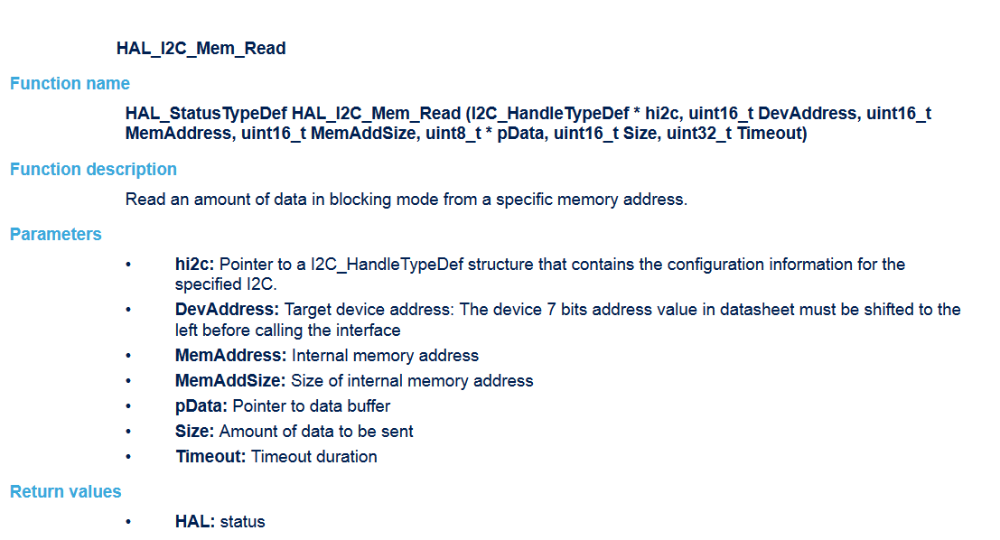 HAL_I2C_Mem_Read
Function name
HAL_StatusTypeDef HAL_I2C_Mem_Read (I2C_HandleTypeDef * hi2c, uint16_t DevAddress, uint16_t
MemAddress, uint16_t MemAddSize, uint8_t * pData, uint16_t Size, uint32_t Timeout)
Function description
Read an amount of data in blocking mode from a specific memory address.
Parameters
• hi2c: Pointer to a I2C_HandleTypeDef structure that contains the configuration information for the
specified I2C.
• DevAddress: Target device address: The device 7 bits address value in datasheet must be shifted to the
left before calling the interface
• MemAddress: Internal memory address
• MemAddSize: Size of internal memory address
• pData: Pointer to data buffer
• Size: Amount of data to be sent
• Timeout: Timeout duration
Return values
• HAL: status